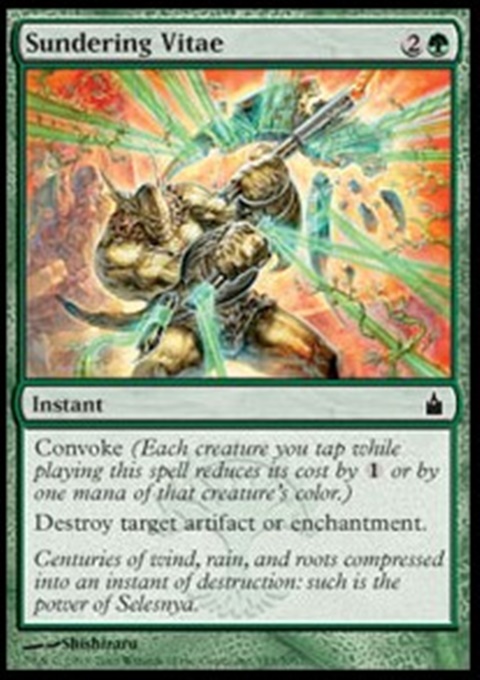 Sundering Vitae 2
Instant
Convoke (Each creature you tap while
playing this spell reduces its cost by 1 or by
one mana of that creature's color.)
Destroy target artifact or enchantment.
Centuries of wind, rain, and roots compressed
into an instant of destruction: such is the
power of Selesnya.
Shishizaru